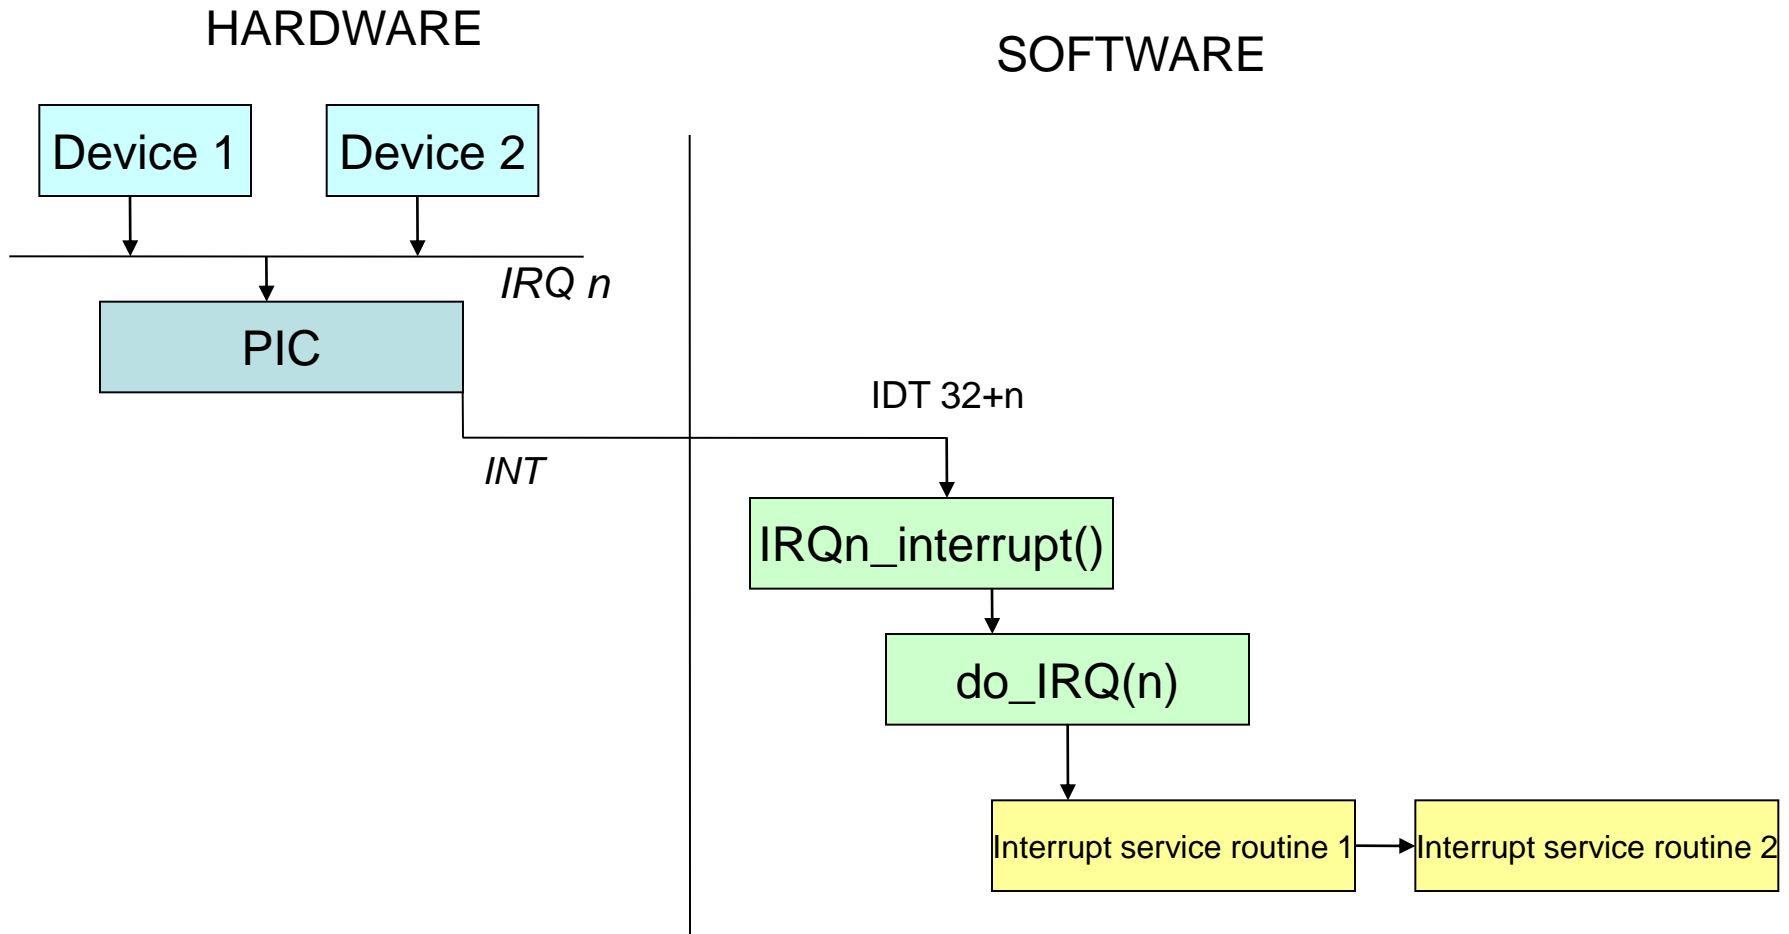 HARDWARE
SOFTWARE
Device 1
Device 2
IRQ n
PIC
IDT 32+n
INT
IRQn_interrupt()
do_IRQ(n)
Interrupt service routine 1
Interrupt service routine 2